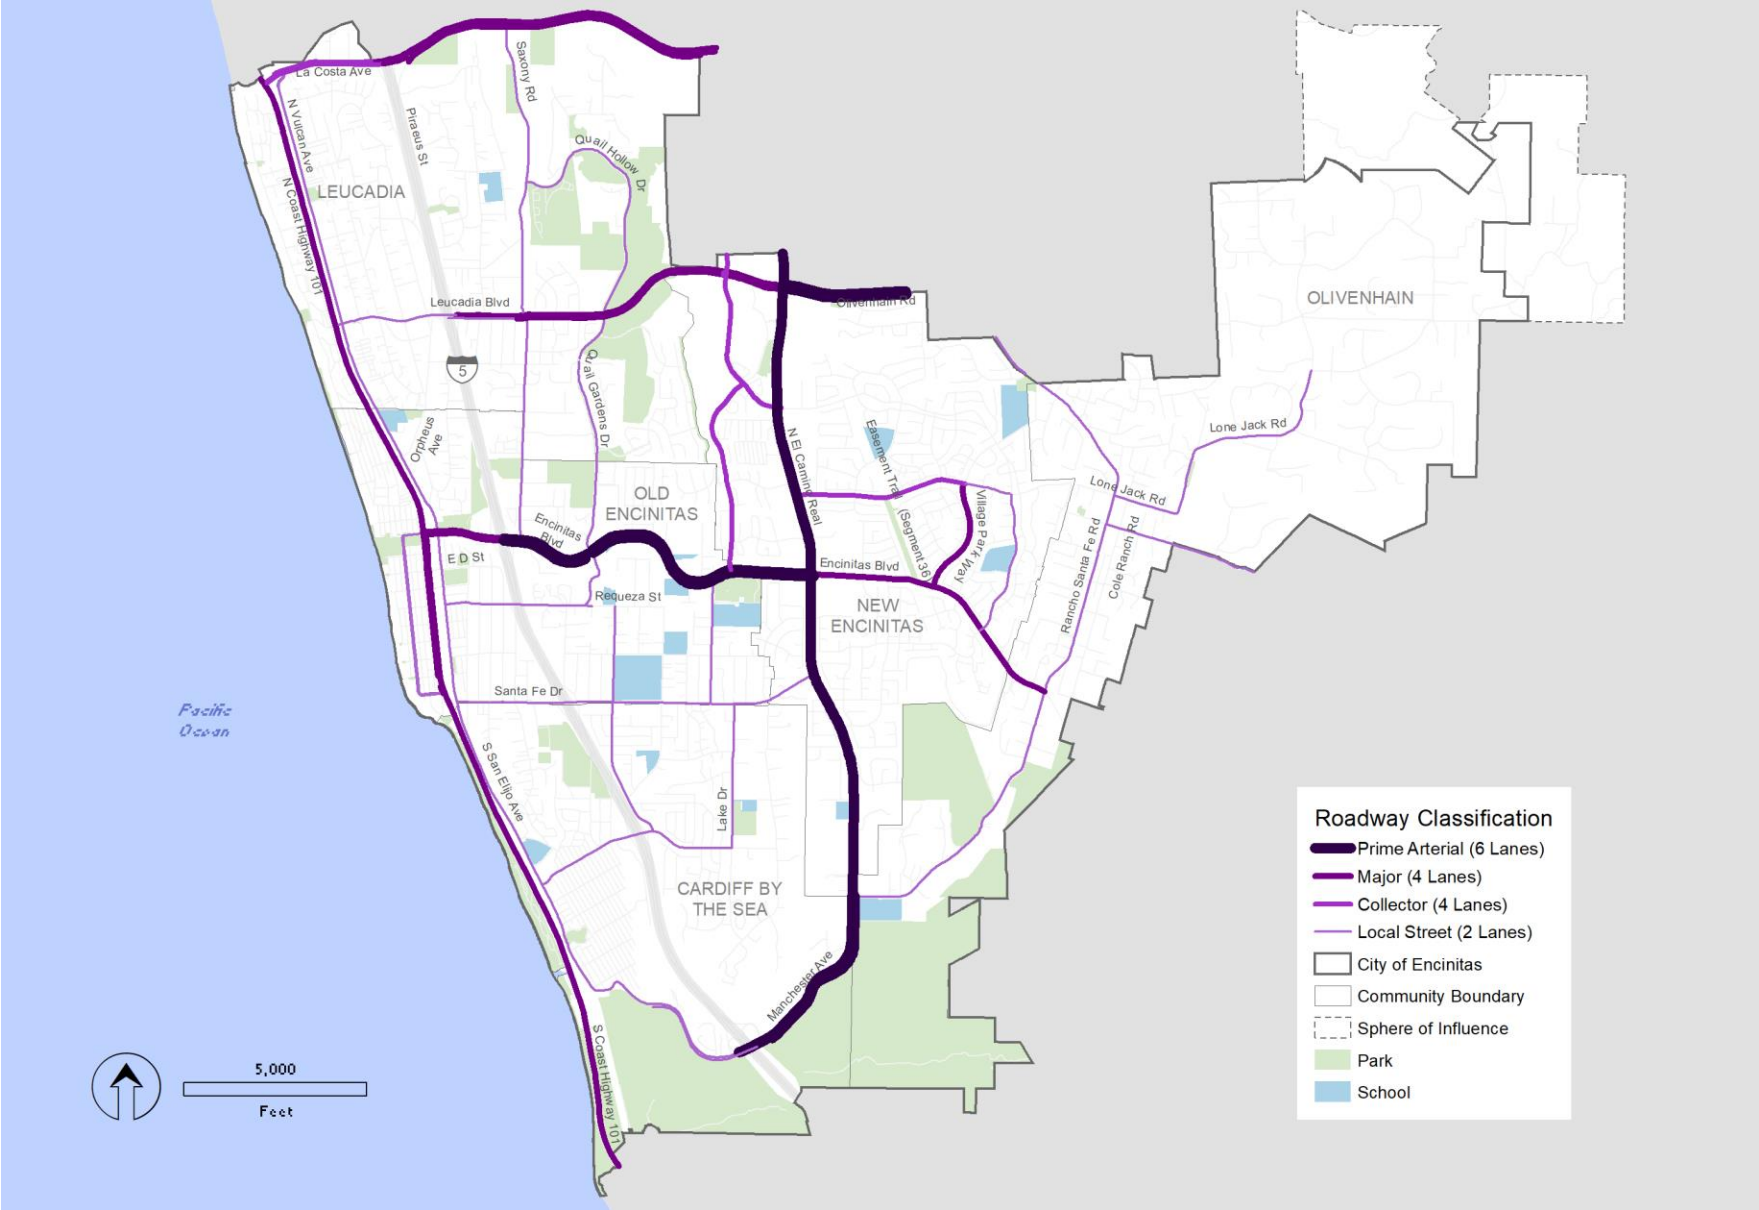 La Costa Ave
Saxony Rd
N Vulcan Ave
Piraeus St
Quail Hollow Dr
LEUCADIA
N Coast Highway 101
Leucadia Blvd
Olivenhain Rd
OLIVENHAIN
5
Quail Gardens Dr
Orpheus
Ave
N El Camino Real
Easement Trail (Segment 36)
Lone Jack Rd
Lone Jack Rd
OLD
ENCINITAS
Encinitas
Blvd
E D St
Village Park Way
Encinitas Blvd
Rancho Santa Fe Rd
Cole Ranch Rd
Requeza St
NEW
ENCINITAS
Santa Fe Dr
Pacific
Ocean
S San Elijo Ave
Lake Dr
CARDIFF BY
THE SEA
Manchester Ave
S Coast Highway 101
5,000
Feet
Roadway Classification
Prime Arterial (6 Lanes)
Major (4 Lanes)
Collector (4 Lanes)
Local Street (2 Lanes)
City of Encinitas
Community Boundary
Sphere of Influence
Park
School